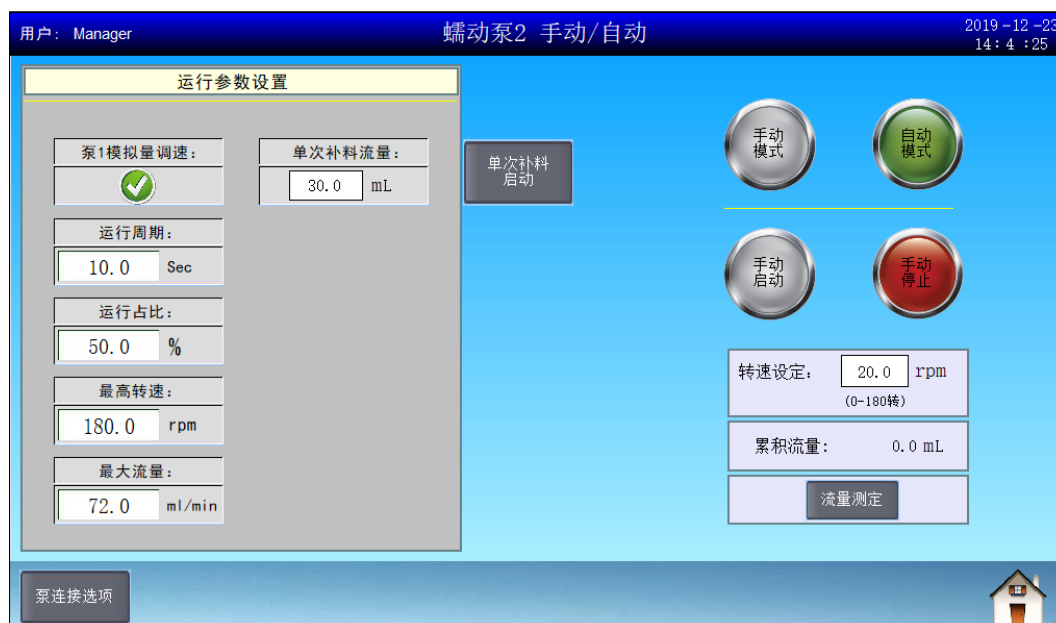 用户: Manager
蠕动泵2 手动/自动
2019-12-23
14: 4 :25
运行参数设置
泵1模拟量调速:
单次补料流量:
30.0 mL
单次补料
启动
运行周期:
10.0 Sec
运行占比:
50.0 %
最高转速:
180.0 rpm
最大流量:
72.0 ml/min
手动
模式
自动
模式
手动
启动
手动
停止
转速设定: 20.0 rpm
(0-180转)
累积流量: 0.0 mL
流量测定
泵连接选项